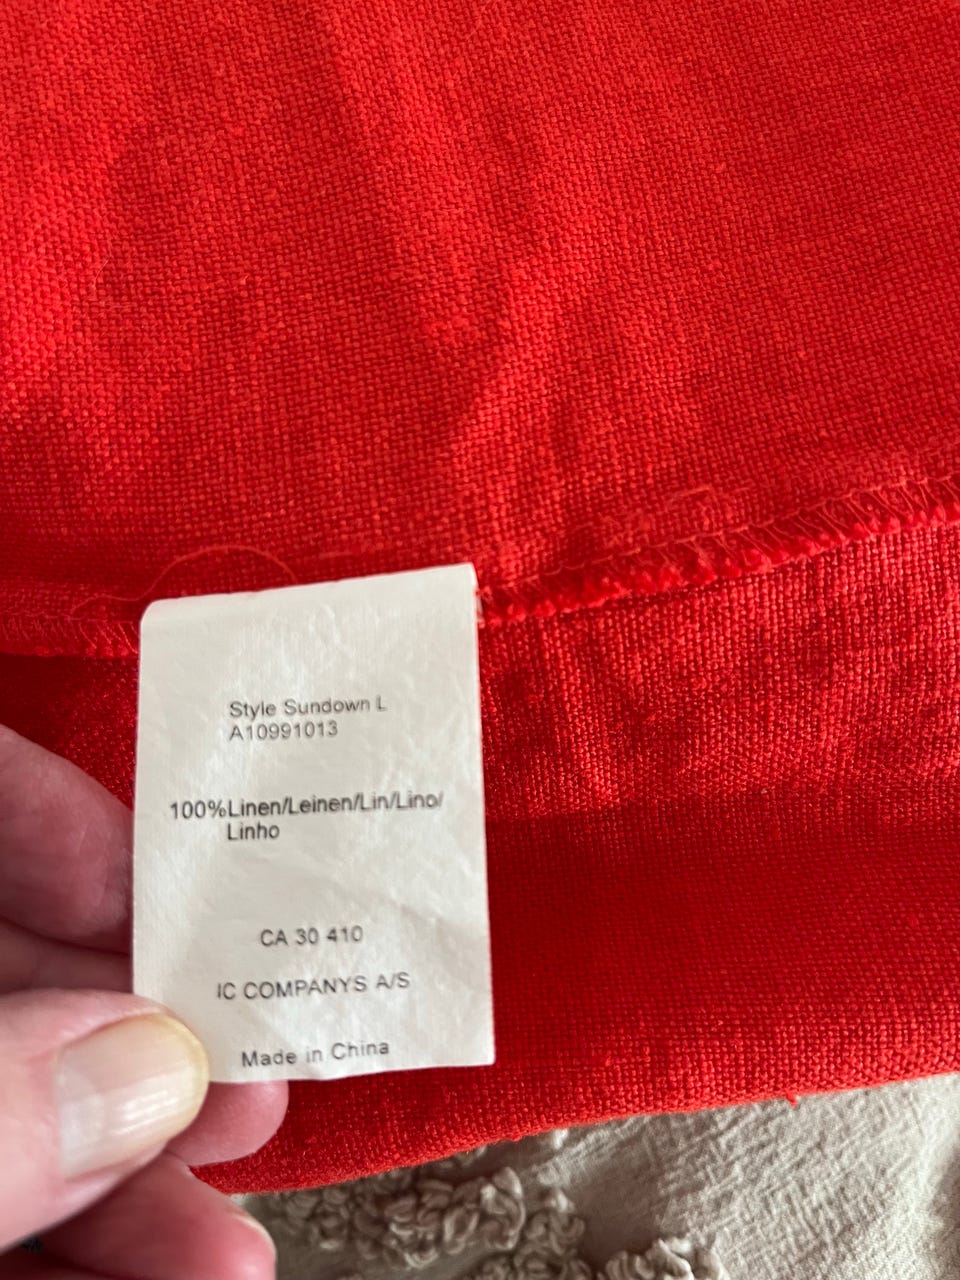 Style Sundown L
A10991013
100%Linen/Leinen/Lin/Lino/
Linho
CA 30 410
IC COMPANYS A/S
Made in China